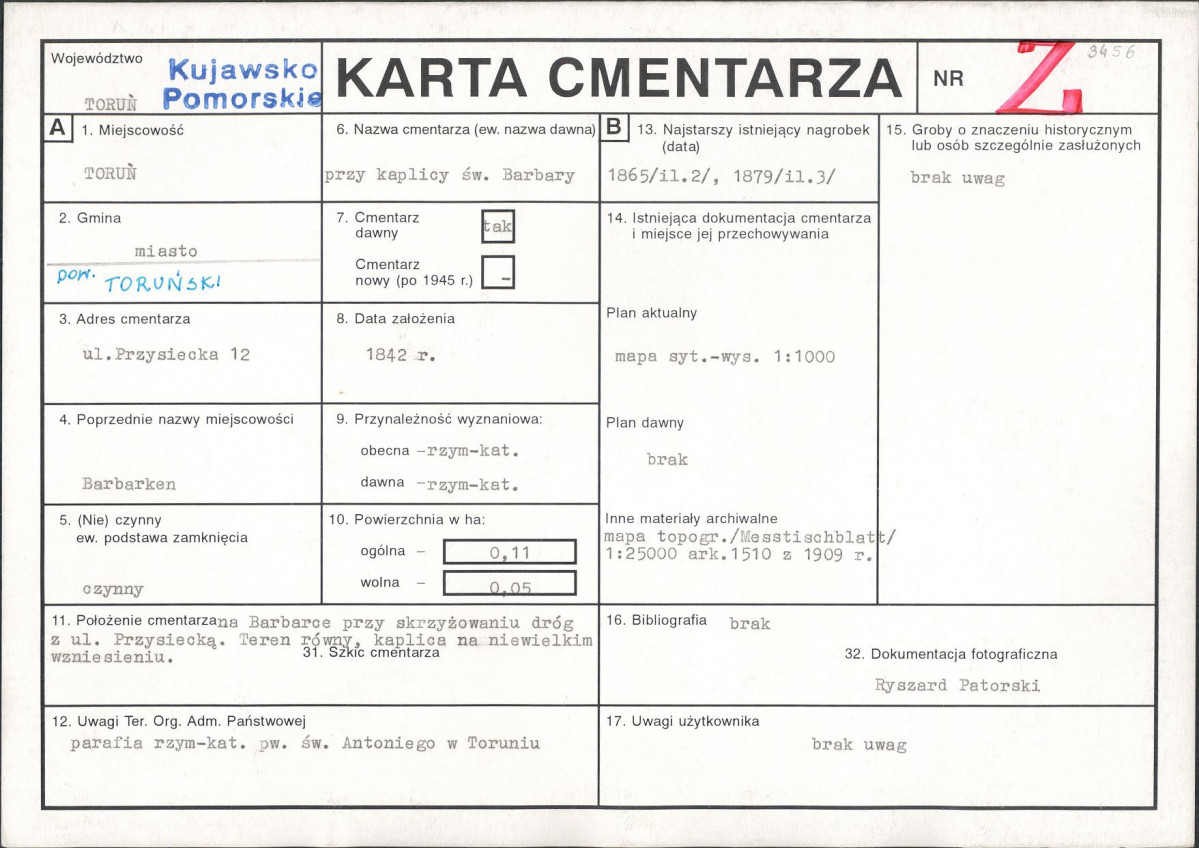 Województwo
TORUŃ
Kujawsko
Pomorskie
KARTA CMENTARZA
NR
Z
3456
A
1. Miejscowość
TORUŃ
2. Gmina
miasto
pow. TORUŃSKI
3. Adres cmentarza
ul.Przysiecka 12
4. Poprzednie nazwy miejscowości
Barbarken
5. (Nie) czynny
ew. podstawa zamknięcia
czynny
6. Nazwa cmentarza (ew. nazwa dawna)
przy kaplicy św. Barbary
7. Cmentarz
dawny
tak
Cmentarz
nowy (po 1945 r.)
–
8. Data założenia
1842 r.
9. Przynależność wyznaniowa:
obecna –rzym-kat.
dawna –rzym-kat.
10. Powierzchnia w ha:
ogólna – 0,11
wolna – 0,05
11. Położenie cmentarza na Barbarce przy skrzyżowaniu dróg
z ul. Przysiecką. Teren równy, kaplica na niewielkim
wzniesieniu.
31. Szkic cmentarza
12. Uwagi Ter. Org. Adm. Państwowej
parafia rzym-kat. pw. św. Antoniego w Toruniu
B
13. Najstarszy istniejący nagrobek
(data)
1865/il.2/, 1879/il.3/
14. Istniejąca dokumentacja cmentarza
i miejsce jej przechowywania
Plan aktualny
mapa syt.-wys. 1:1000
Plan dawny
brak
Inne materiały archiwalne
mapa topogr./Messtischblatt/
1:25000 ark.1510 z 1909 r.
15. Groby o znaczeniu historycznym
lub osób szczególnie zasłużonych
brak uwag
16. Bibliografia brak
32. Dokumentacja fotograficzna
Ryszard Patorski
17. Uwagi użytkownika
brak uwag